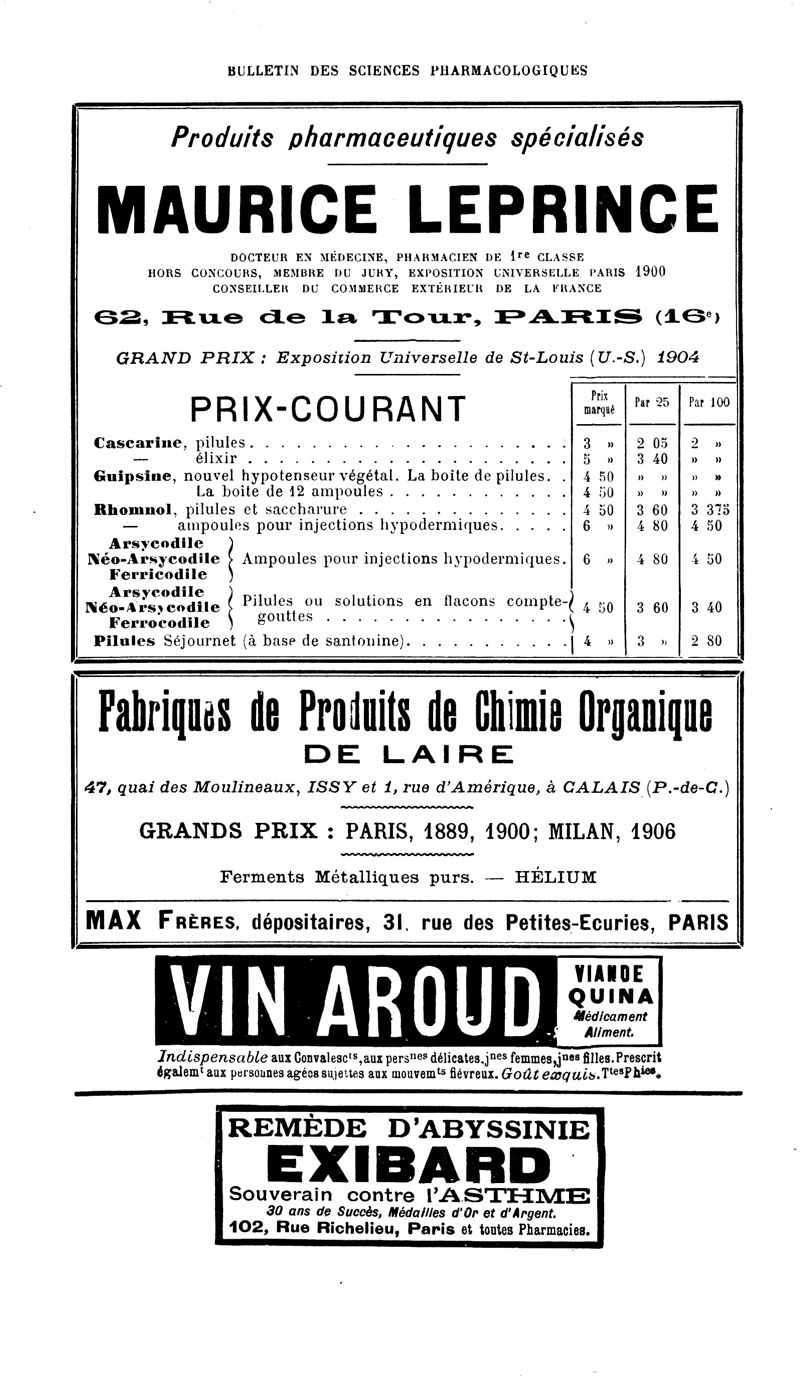 BULLETIN DES SCIENCES PHARMACOLOGIQUES
Produits pharmaceutiques spécialisés
MAURICE LEPRINCE
DOCTEUR EN MÉDECINE, PHARMACIEN DE 1re CLASSE
HORS CONCOURS, MEMBRE DU JURY, EXPOSITION UNIVERSELLE PARIS 1900
CONSEILLER DU COMMERCE EXTÉRIEUR DE LA FRANCE
62, Rue de la Tour, PARIS (16e)
GRAND PRIX : Exposition Universelle de St-Louis (U.-S.) 1904
PRIX-COURANT Prix marqué Par 25 Par 100
Cascarine, pilules. . . . . . . . . . . . . . . . . . . . . 3 » 2 05 2 »
— élixir . . . . . . . . . . . . . . . . . . . . . 5 » 3 40 » »
Guipsine, nouvel hypotenseur végétal. La boîte de pilules. . 4 50 » » » »
La boîte de 12 ampoules . . . . . . . . . . . . 4 50 » » » »
Rhomnol, pilules et saccharure . . . . . . . . . . . . . . 4 50 3 60 3 375
— ampoules pour injections hypodermiques. . . . . 6 » 4 80 4 50
Arsycodile
Néo-Arsycodile } Ampoules pour injections hypodermiques. 6 » 4 80 4 50
Ferricodile
Arsycodile
Néo-Arsycodile } Pilules ou solutions en flacons compte-gouttes . . . . . . . . . . . . . . . . 4 50 3 60 3 40
Ferrocodile
Pilules Séjournet (à base de santonine). . . . . . . . . . . 4 » 3 » 2 80
Fabriques de Produits de Chimie Organique
DE LAIRE
47, quai des Moulineaux, ISSY et 1, rue d'Amérique, à CALAIS (P.-de-C.)
GRANDS PRIX : PARIS, 1889, 1900; MILAN, 1906
Ferments Métalliques purs. — HÉLIUM
MAX FRÈRES, dépositaires, 31, rue des Petites-Ecuries, PARIS
VIN AROUD
VIANDE
QUINA
Médicament
Aliment.
Indispensable aux Convalescts, aux persnes délicates, jnes femmes, jnes filles. Prescrit
égalemt aux personnes agées sujettes aux mouvemts fiévreux. Goût exquis. Ttes Phies.
REMÈDE D'ABYSSINIE
EXIBARD
Souverain contre l'ASTHME
30 ans de Succès, Médailles d'Or et d'Argent.
102, Rue Richelieu, Paris et toutes Pharmacies.